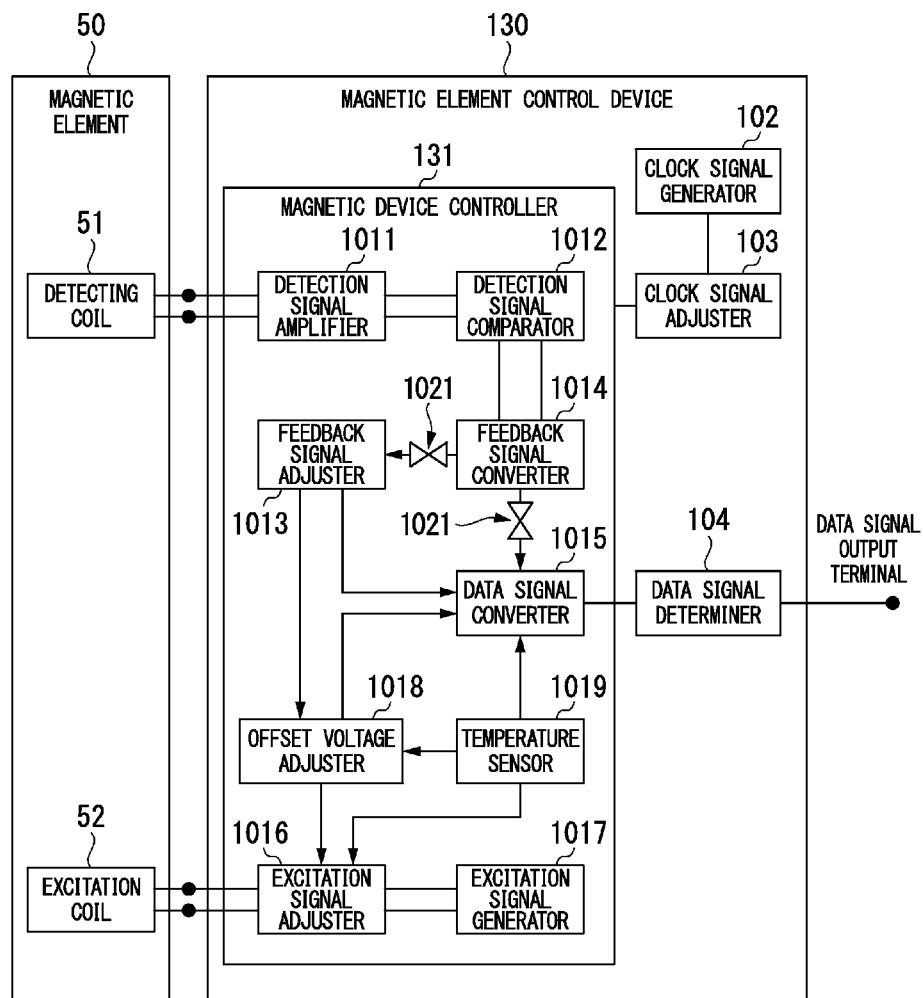 50
130
MAGNETIC
ELEMENT
MAGNETIC ELEMENT CONTROL DEVICE
102
CLOCK SIGNAL
GENERATOR
131
MAGNETIC DEVICE CONTROLLER
51
1011
1012
103
DETECTING
COIL
DETECTION
SIGNAL
AMPLIFIER
DETECTION
SIGNAL
COMPARATOR
CLOCK SIGNAL
ADJUSTER
1021
1014
FEEDBACK
SIGNAL
ADJUSTER
FEEDBACK
SIGNAL
CONVERTER
1013
1021
1015
104
DATA SIGNAL
OUTPUT
TERMINAL
DATA SIGNAL
CONVERTER
DATA SIGNAL
DETERMINER
1018
1019
OFFSET VOLTAGE
ADJUSTER
TEMPERATURE
SENSOR
52
1016
1017
EXCITATION
COIL
EXCITATION
SIGNAL
ADJUSTER
EXCITATION
SIGNAL
GENERATOR